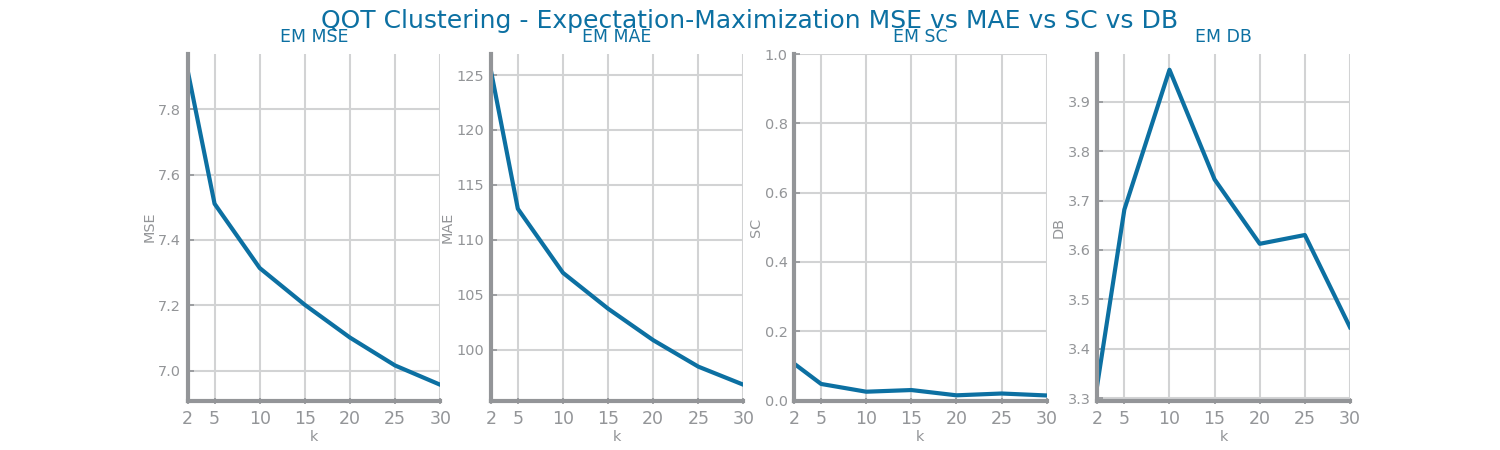 QOT Clustering - Expectation-Maximization MSE vs MAE vs SC vs DB
EM MSE
MSE
7.8
7.6
7.4
7.2
7.0
2 5 10 15 20 25 30
k
EM MAE
MAE
125
120
115
110
105
100
2 5 10 15 20 25 30
k
EM SC
SC
1.0
0.8
0.6
0.4
0.2
0.0
2 5 10 15 20 25 30
k
EM DB
DB
3.9
3.8
3.7
3.6
3.5
3.4
3.3
2 5 10 15 20 25 30
k